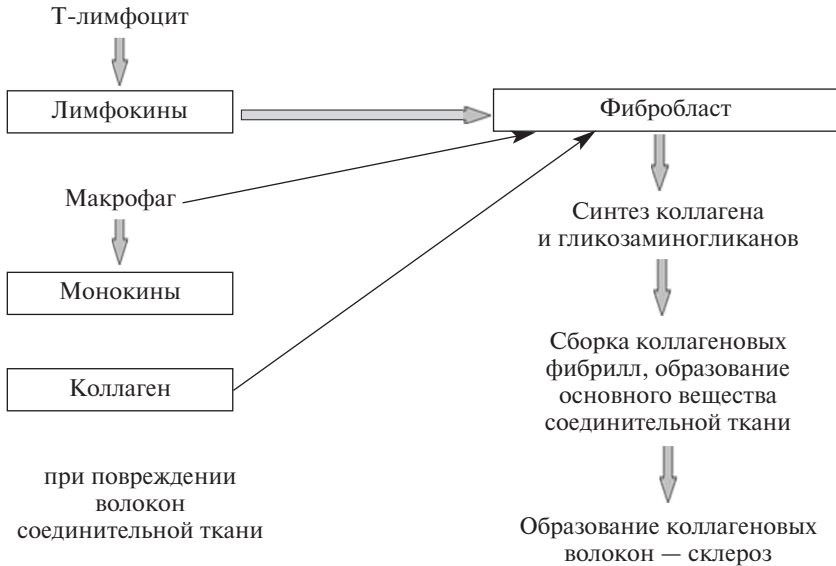 Т-лимфоцит
Лимфокины
Фибробласт
Макрофаг
Синтез коллагена
и гликозаминогликанов
Монокины
Сборка коллагеновых
фибрилл, образование
основного вещества
соединительной ткани
Коллаген
при повреждении
волокон
соединительной ткани
Образование коллагеновых
волокон — склероз